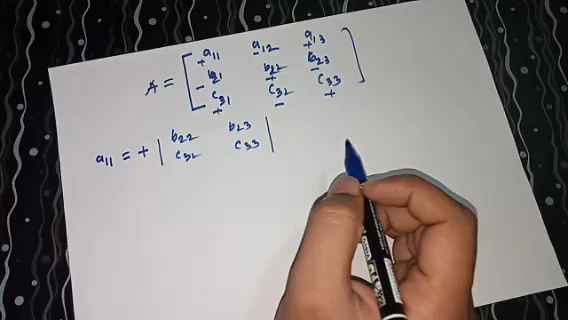 a11 a12 a13
A = b21 b22 b23
c31 c32 c33
+ - +
a11 = + | b22 b23 |
c32 c33